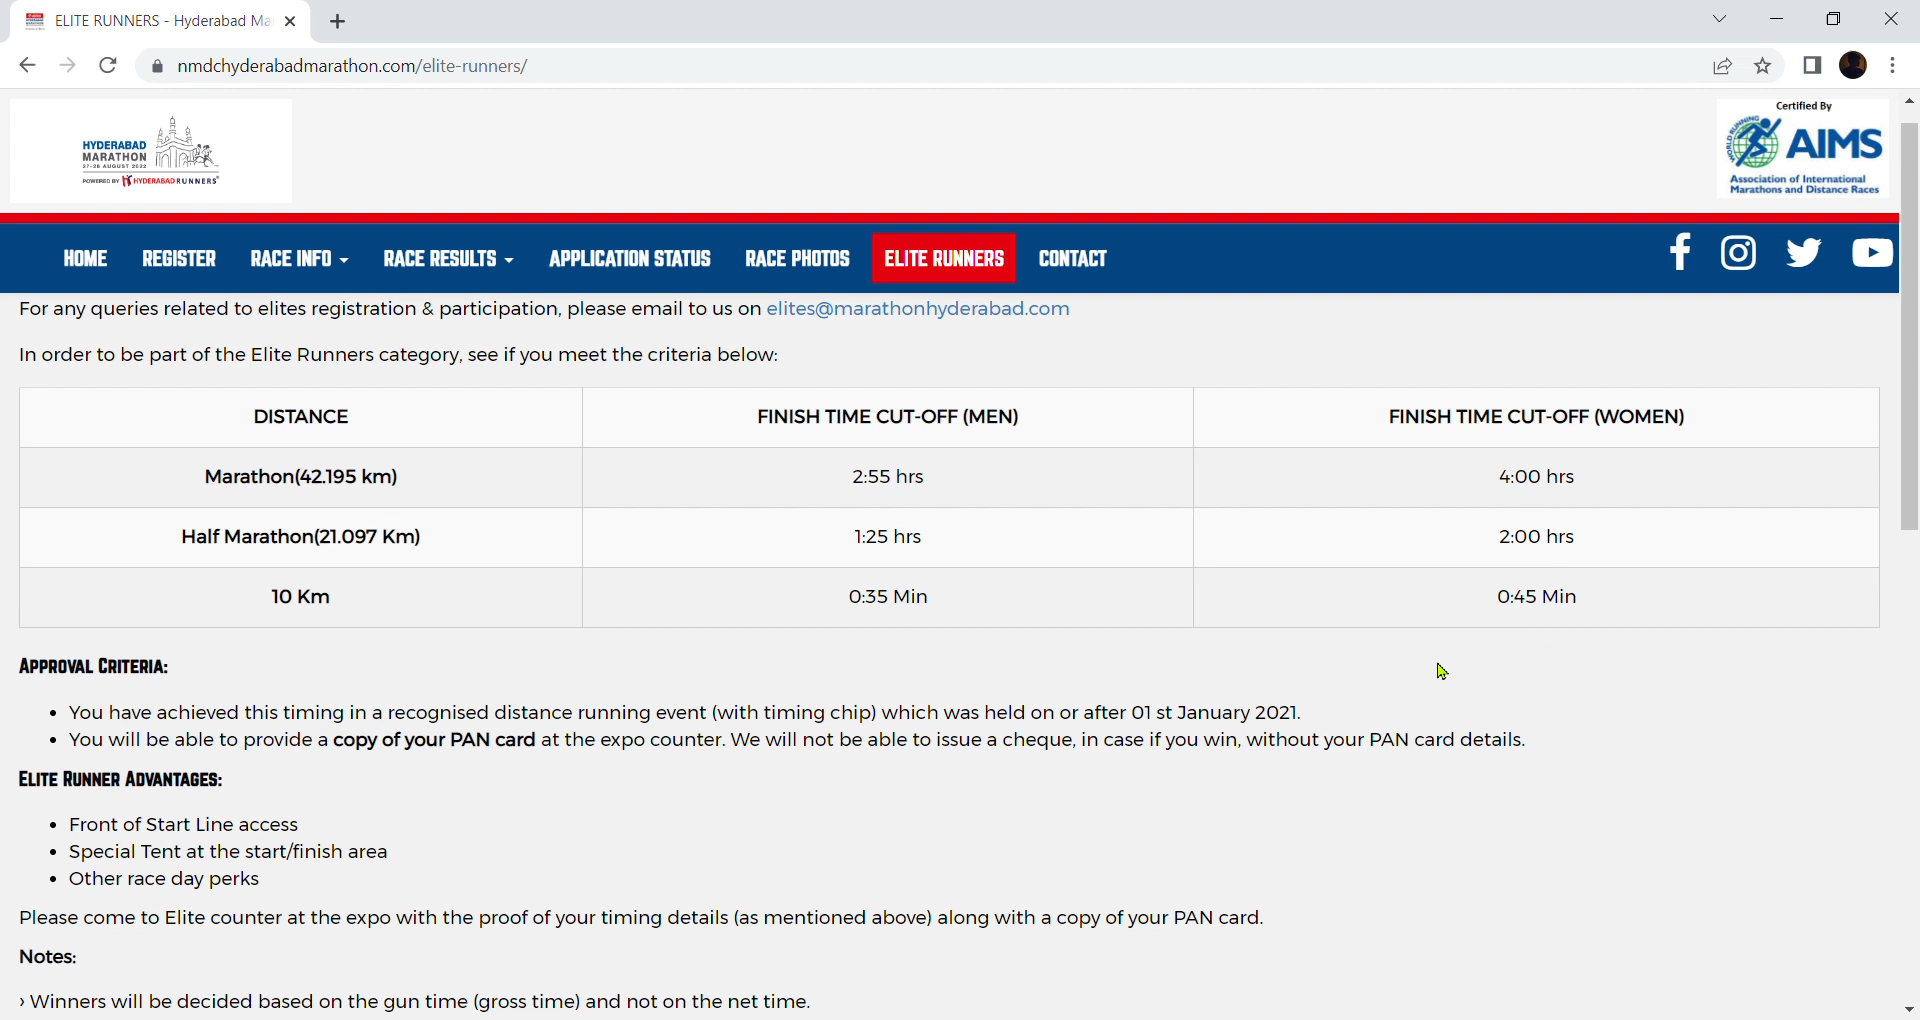 ELITE RUNNERS - Hyderabad Ma
nmdchyderabadmarathon.com/elite-runners/
HYDERABAD
MARATHON
27-28 AUGUST 2022
POWERED BY HYDERABAD RUNNERS
Certified By
WORLD RUNNING
AIMS
Association of International
Marathons and Distance Races
HOME REGISTER RACE INFO RACE RESULTS APPLICATION STATUS RACE PHOTOS ELITE RUNNERS CONTACT
For any queries related to elites registration & participation, please email to us on elites@marathonhyderabad.com
In order to be part of the Elite Runners category, see if you meet the criteria below:
DISTANCE FINISH TIME CUT-OFF (MEN) FINISH TIME CUT-OFF (WOMEN)
Marathon(42.195 km) 2:55 hrs 4:00 hrs
Half Marathon(21.097 Km) 1:25 hrs 2:00 hrs
10 Km 0:35 Min 0:45 Min
APPROVAL CRITERIA:
• You have achieved this timing in a recognised distance running event (with timing chip) which was held on or after 01 st January 2021.
• You will be able to provide a copy of your PAN card at the expo counter. We will not be able to issue a cheque, in case if you win, without your PAN card details.
ELITE RUNNER ADVANTAGES:
• Front of Start Line access
• Special Tent at the start/finish area
• Other race day perks
Please come to Elite counter at the expo with the proof of your timing details (as mentioned above) along with a copy of your PAN card.
Notes:
› Winners will be decided based on the gun time (gross time) and not on the net time.